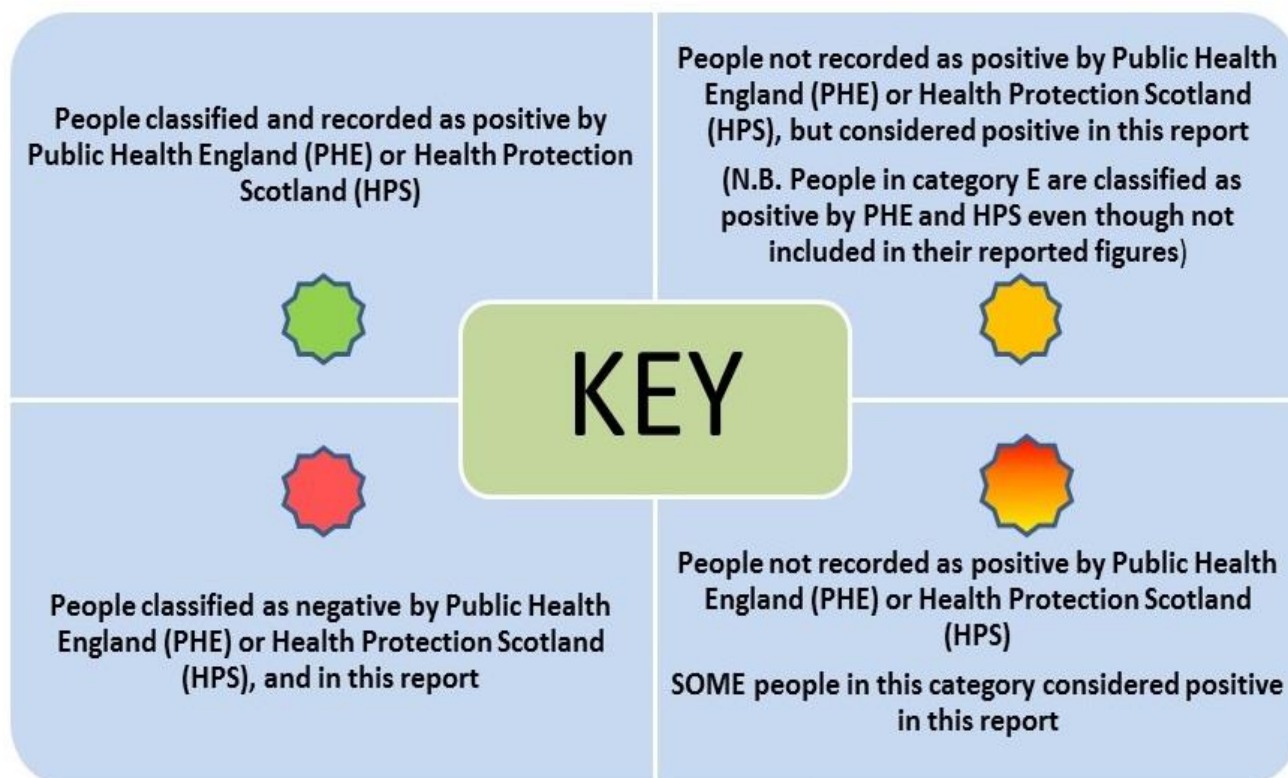 People classified and recorded as positive by
Public Health England (PHE) or Health Protection
Scotland (HPS)
People not recorded as positive by Public Health
England (PHE) or Health Protection Scotland
(HPS), but considered positive in this report
(N.B. People in category E are classified as
positive by PHE and HPS even though not
included in their reported figures)
KEY
People classified as negative by Public Health
England (PHE) or Health Protection Scotland
(HPS), and in this report
People not recorded as positive by Public Health
England (PHE) or Health Protection Scotland
(HPS)
SOME people in this category considered positive
in this report